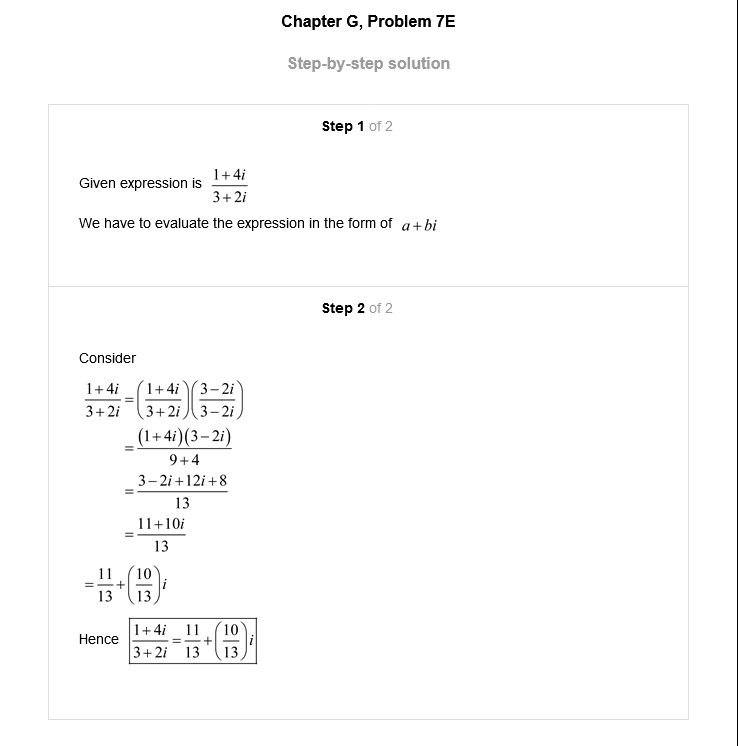 Chapter G, Problem 7E
Step-by-step solution
Step 1 of 2
Given expression is \frac{1+4i}{3+2i}
We have to evaluate the expression in the form of a+bi
Step 2 of 2
Consider
\frac{1+4i}{3+2i}=\left(\frac{1+4i}{3+2i}\right)\left(\frac{3-2i}{3-2i}\right)
=\frac{(1+4i)(3-2i)}{9+4}
=\frac{3-2i+12i+8}{13}
=\frac{11+10i}{13}
=\frac{11}{13}+\left(\frac{10}{13}\right)i
Hence \frac{1+4i}{3+2i}=\frac{11}{13}+\left(\frac{10}{13}\right)i